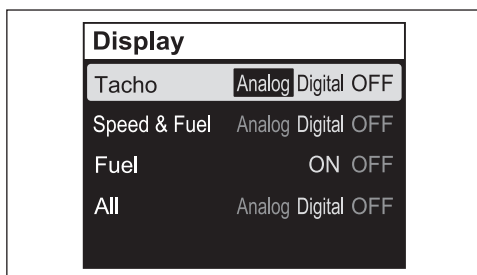 Display
Tacho Analog Digital OFF
Speed & Fuel Analog Digital OFF
Fuel ON OFF
All Analog Digital OFF